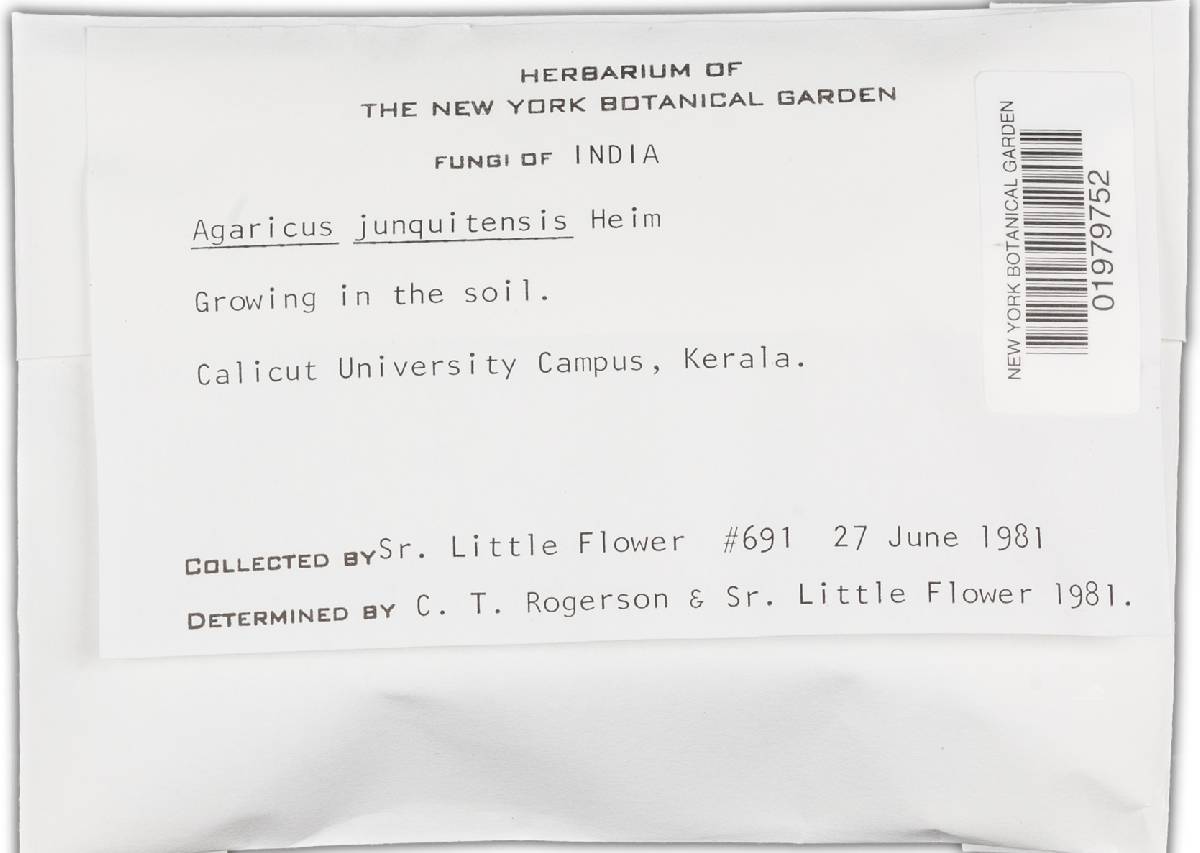 HERBARIUM OF
THE NEW YORK BOTANICAL GARDEN
FUNGI OF INDIA
Agaricus junquitensis Heim
Growing in the soil.
Calicut University Campus, Kerala.
COLLECTED BY Sr. Little Flower #691 27 June 1981
DETERMINED BY C. T. Rogerson & Sr. Little Flower 1981.
NEW YORK BOTANICAL GARDEN
01979752